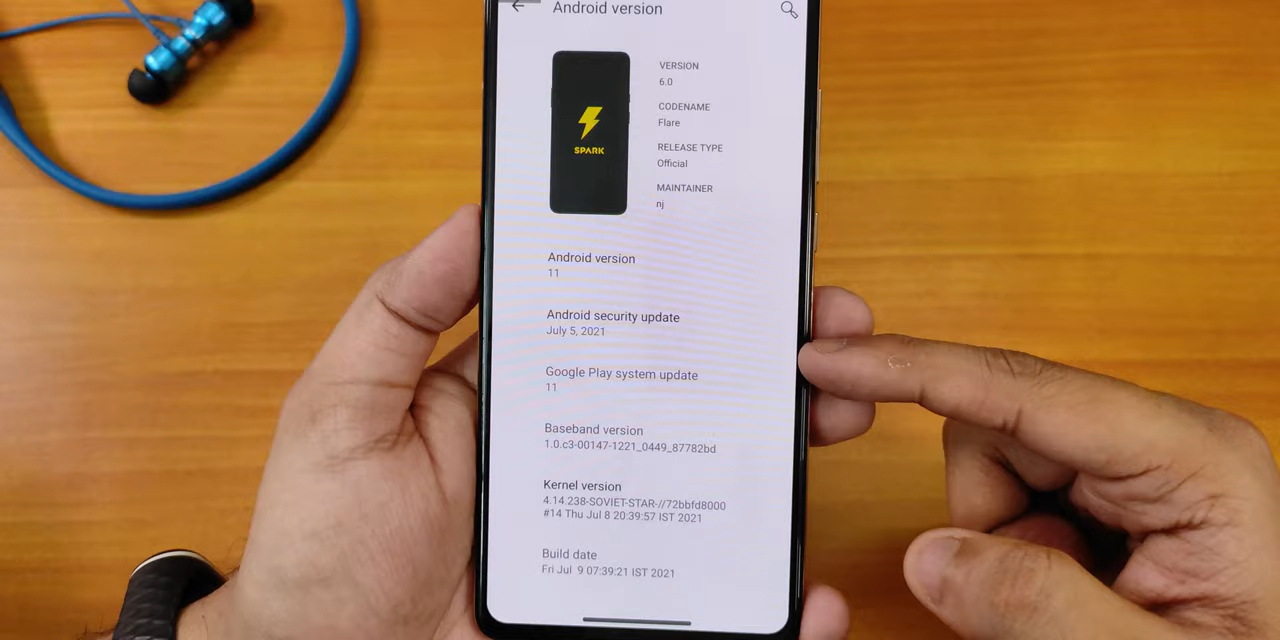 Android version
SPARK
VERSION
6.0
CODENAME
Flare
RELEASE TYPE
Official
MAINTAINER
nj
Android version
11
Android security update
July 5, 2021
Google Play system update
11
Baseband version
1.0.c3-00147-1221_0449_87782bd
Kernel version
4.14.238-SOVIET-STAR-//72bbfd8000
#14 Thu Jul 8 20:39:57 IST 2021
Build date
Fri Jul  9 07:39:21 IST 2021